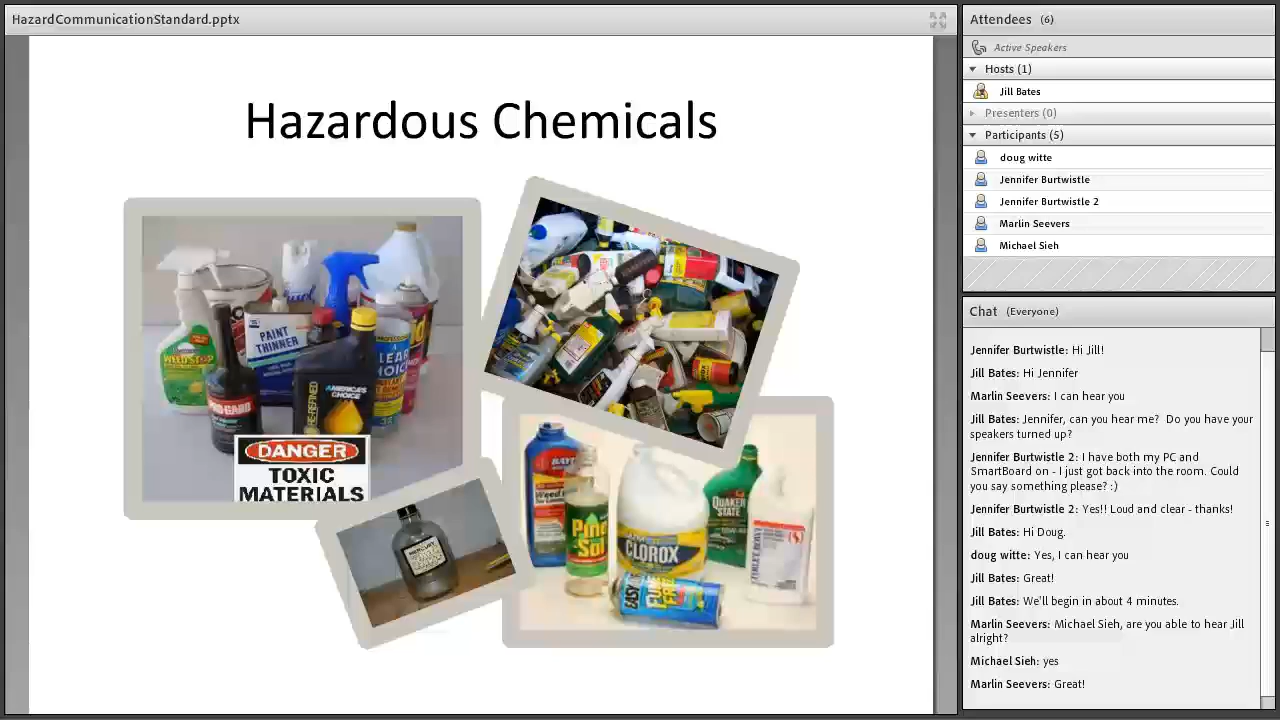 HazardCommunicationStandard.pptx
Hazardous Chemicals
WEED STOP
PAINT
THINNER
AMERICA'S
CHOICE
DANGER
TOXIC
MATERIALS
MERCURY
Pine
Sol
CLOROX
QUAKER
STATE
EASY
Attendees (6)
Active Speakers
Hosts (1)
Jill Bates
Presenters (0)
Participants (5)
doug witte
Jennifer Burtwistle
Jennifer Burtwistle 2
Marlin Seevers
Michael Sieh
Chat (Everyone)
Jennifer Burtwistle: Hi Jill!
Jill Bates: Hi Jennifer
Marlin Seevers: I can hear you
Jill Bates: Jennifer, can you hear me? Do you have your
speakers turned up?
Jennifer Burtwistle 2: I have both my PC and
SmartBoard on - I just got back into the room. Could
you say something please? :)
Jennifer Burtwistle 2: Yes!! Loud and clear - thanks!
Jill Bates: Hi Doug.
doug witte: Yes, I can hear you
Jill Bates: Great!
Jill Bates: We'll begin in about 4 minutes.
Marlin Seevers: Michael Sieh, are you able to hear Jill
alright?
Michael Sieh: yes
Marlin Seevers: Great!